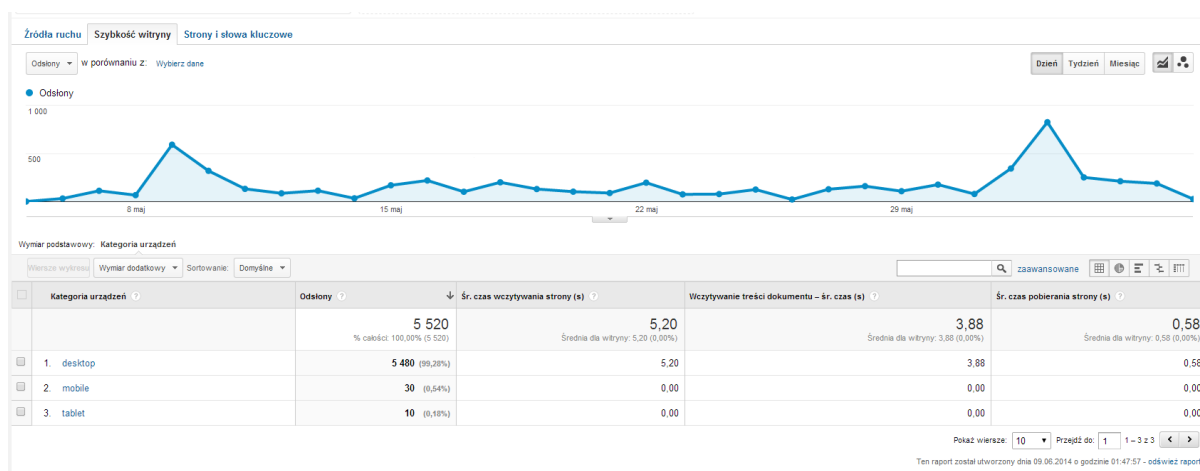 Źródła ruchu Szybkość witryny Strony i słowa kluczowe
Odsłony w porównaniu z: Wybierz dane Dzień Tydzień Miesiąc
Odsłony
1 000
500
8 maj 15 maj 22 maj 29 maj
Wymiar podstawowy: Kategoria urządzeń
Wiersze wykresu Wymiar dodatkowy Sortowanie: Domyślne zaawansowane
Kategoria urządzeń ? Odsłony ? Śr. czas wczytywania strony (s) ? Wczytywanie treści dokumentu – śr. czas (s) ? Śr. czas pobierania strony (s) ?
5 520 5,20 3,88 0,58
% całości: 100,00% (5 520) Średnia dla witryny: 5,20 (0,00%) Średnia dla witryny: 3,88 (0,00%) Średnia dla witryny: 0,58 (0,00%)
1. desktop 5 480 (99,28%) 5,20 3,88 0,58
2. mobile 30 (0,54%) 0,00 0,00 0,00
3. tablet 10 (0,18%) 0,00 0,00 0,00
Pokaż wiersze: 10 Przejdź do: 1 1 – 3 z 3
Ten raport został utworzony dnia 09.06.2014 o godzinie 01:47:57 - odśwież raport